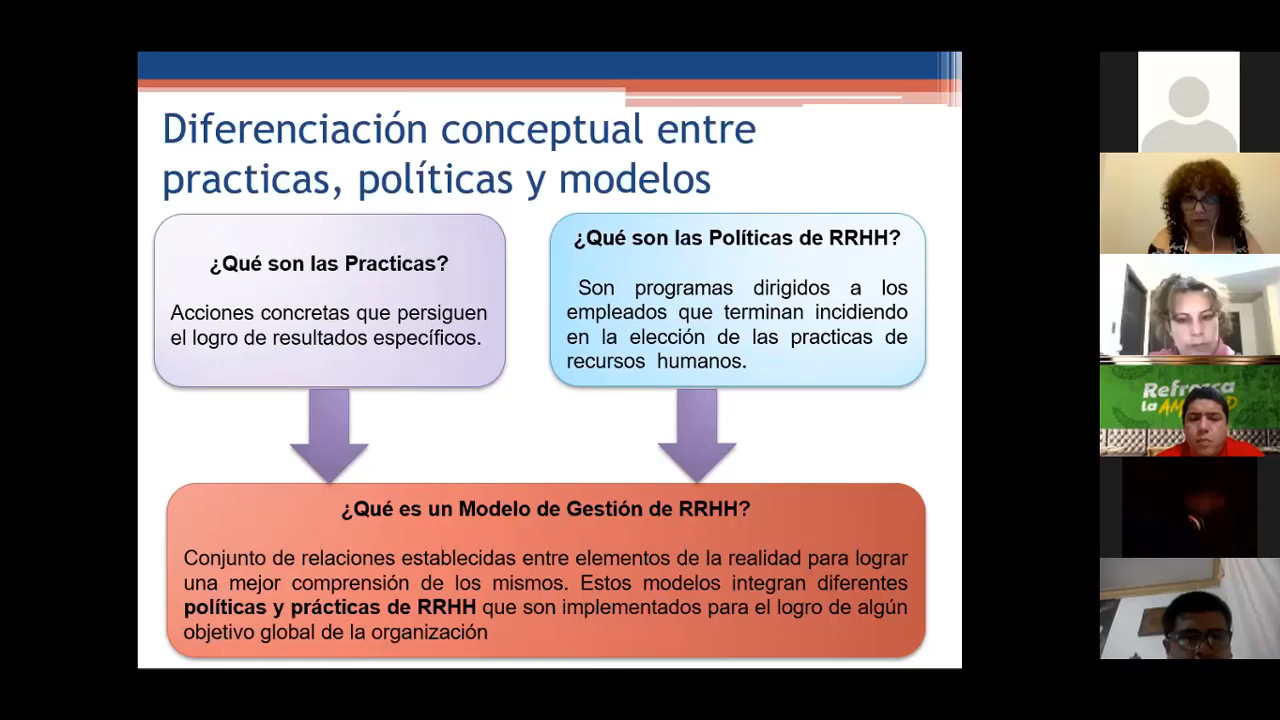 Diferenciación conceptual entre
practicas, políticas y modelos
¿Qué son las Practicas?
Acciones concretas que persiguen
el logro de resultados específicos.
¿Qué son las Políticas de RRHH?
Son programas dirigidos a los
empleados que terminan incidiendo
en la elección de las practicas de
recursos humanos.
¿Qué es un Modelo de Gestión de RRHH?
Conjunto de relaciones establecidas entre elementos de la realidad para lograr
una mejor comprensión de los mismos. Estos modelos integran diferentes
políticas y prácticas de RRHH que son implementados para el logro de algún
objetivo global de la organización
Refresca
la